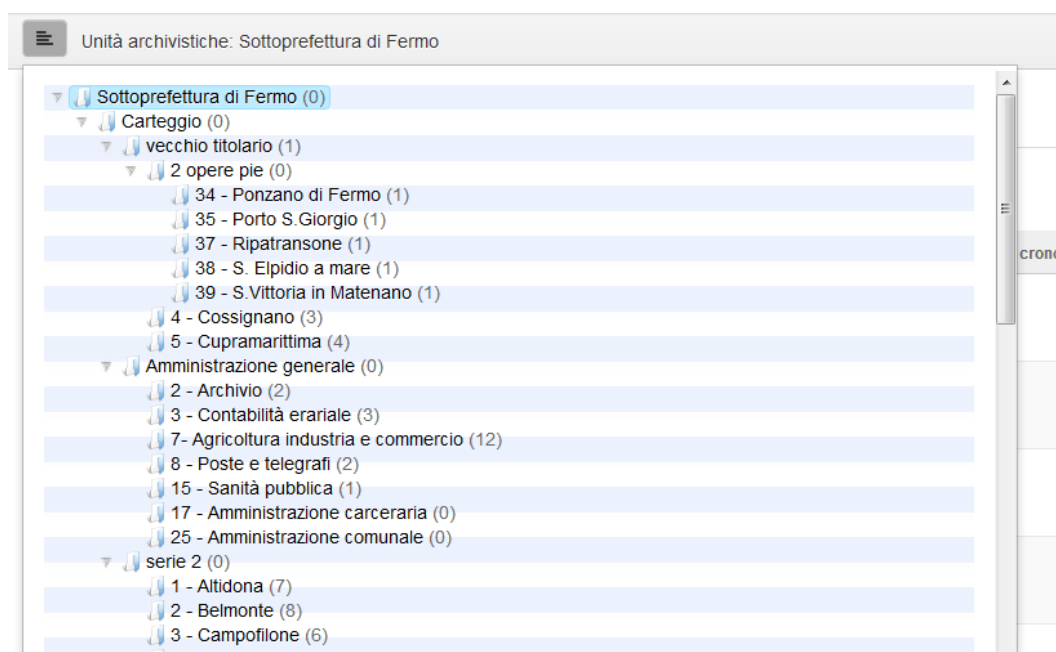 Unità archivistiche: Sottoprefettura di Fermo
Sottoprefettura di Fermo (0)
Carteggio (0)
vecchio titolario (1)
2 opere pie (0)
34 - Ponzano di Fermo (1)
35 - Porto S.Giorgio (1)
37 - Ripatransone (1)
38 - S. Elpidio a mare (1)
39 - S.Vittoria in Matenano (1)
4 - Cossignano (3)
5 - Cupramarittima (4)
Amministrazione generale (0)
2 - Archivio (2)
3 - Contabilità erariale (3)
7- Agricoltura industria e commercio (12)
8 - Poste e telegrafi (2)
15 - Sanità pubblica (1)
17 - Amministrazione carceraria (0)
25 - Amministrazione comunale (0)
serie 2 (0)
1 - Altidona (7)
2 - Belmonte (8)
3 - Campofilone (6)